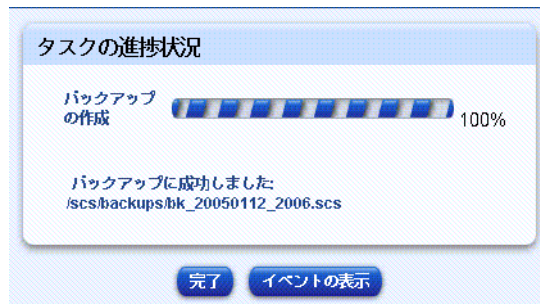 タスクの進捗状況
バックアップ
の作成
100%
バックアップに成功しました:
/scs/backups/bk_20050112_2006.scs
完了
イベントの表示